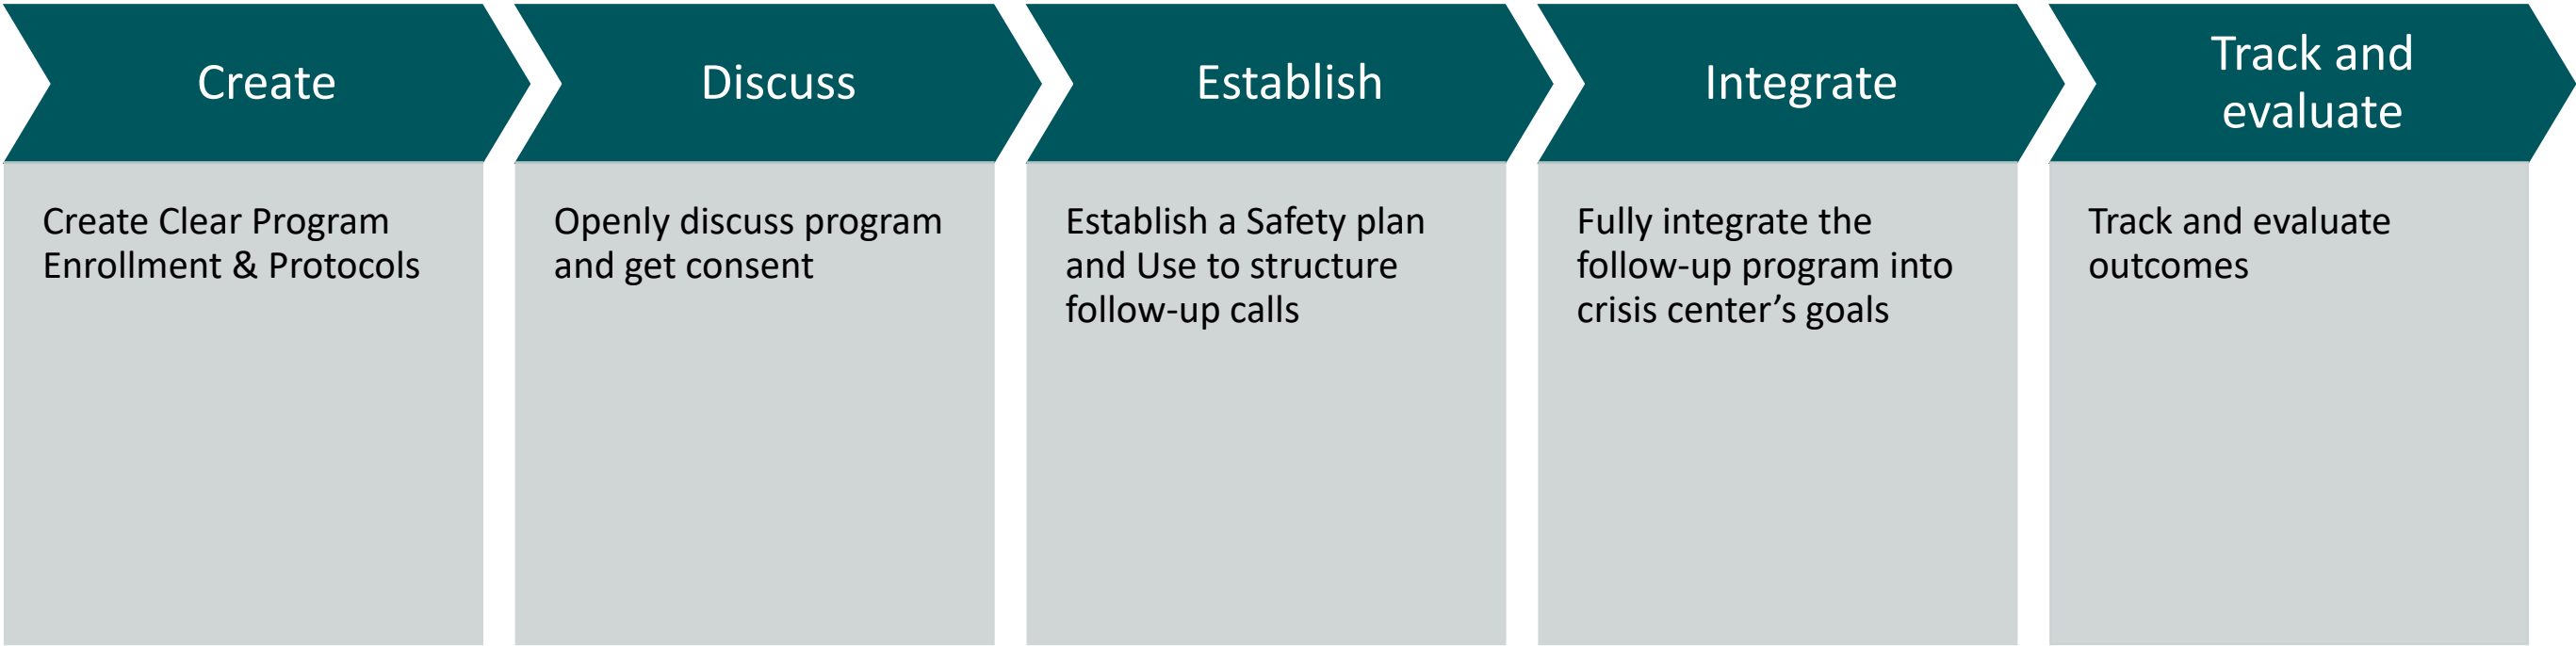 Create
Create Clear Program
Enrollment & Protocols
Discuss
Openly discuss program
and get consent
Establish
Establish a Safety plan
and Use to structure
follow-up calls
Integrate
Fully integrate the
follow-up program into
crisis center’s goals
Track and
evaluate
Track and evaluate
outcomes